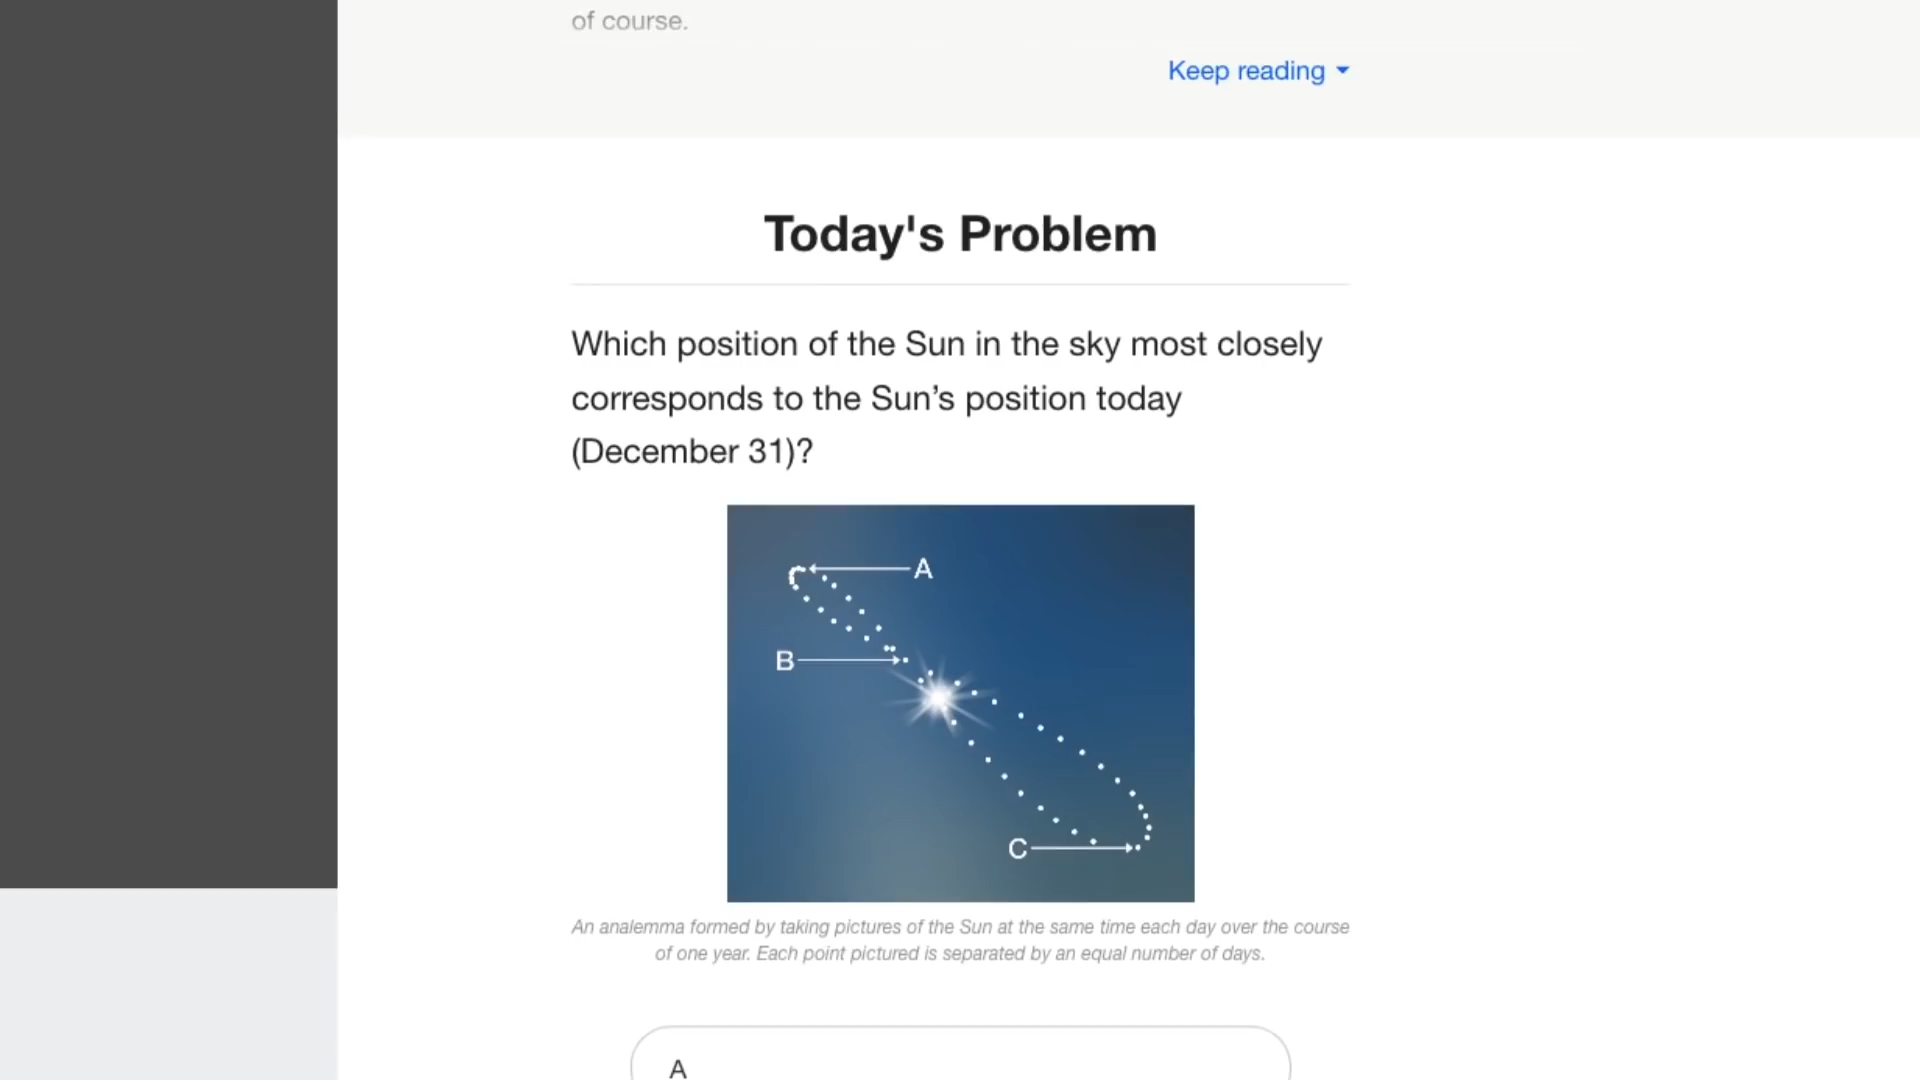 of course.
Keep reading
Today's Problem
Which position of the Sun in the sky most closely
corresponds to the Sun’s position today
(December 31)?
A
B
C
An analemma formed by taking pictures of the Sun at the same time each day over the course
of one year. Each point pictured is separated by an equal number of days.
A